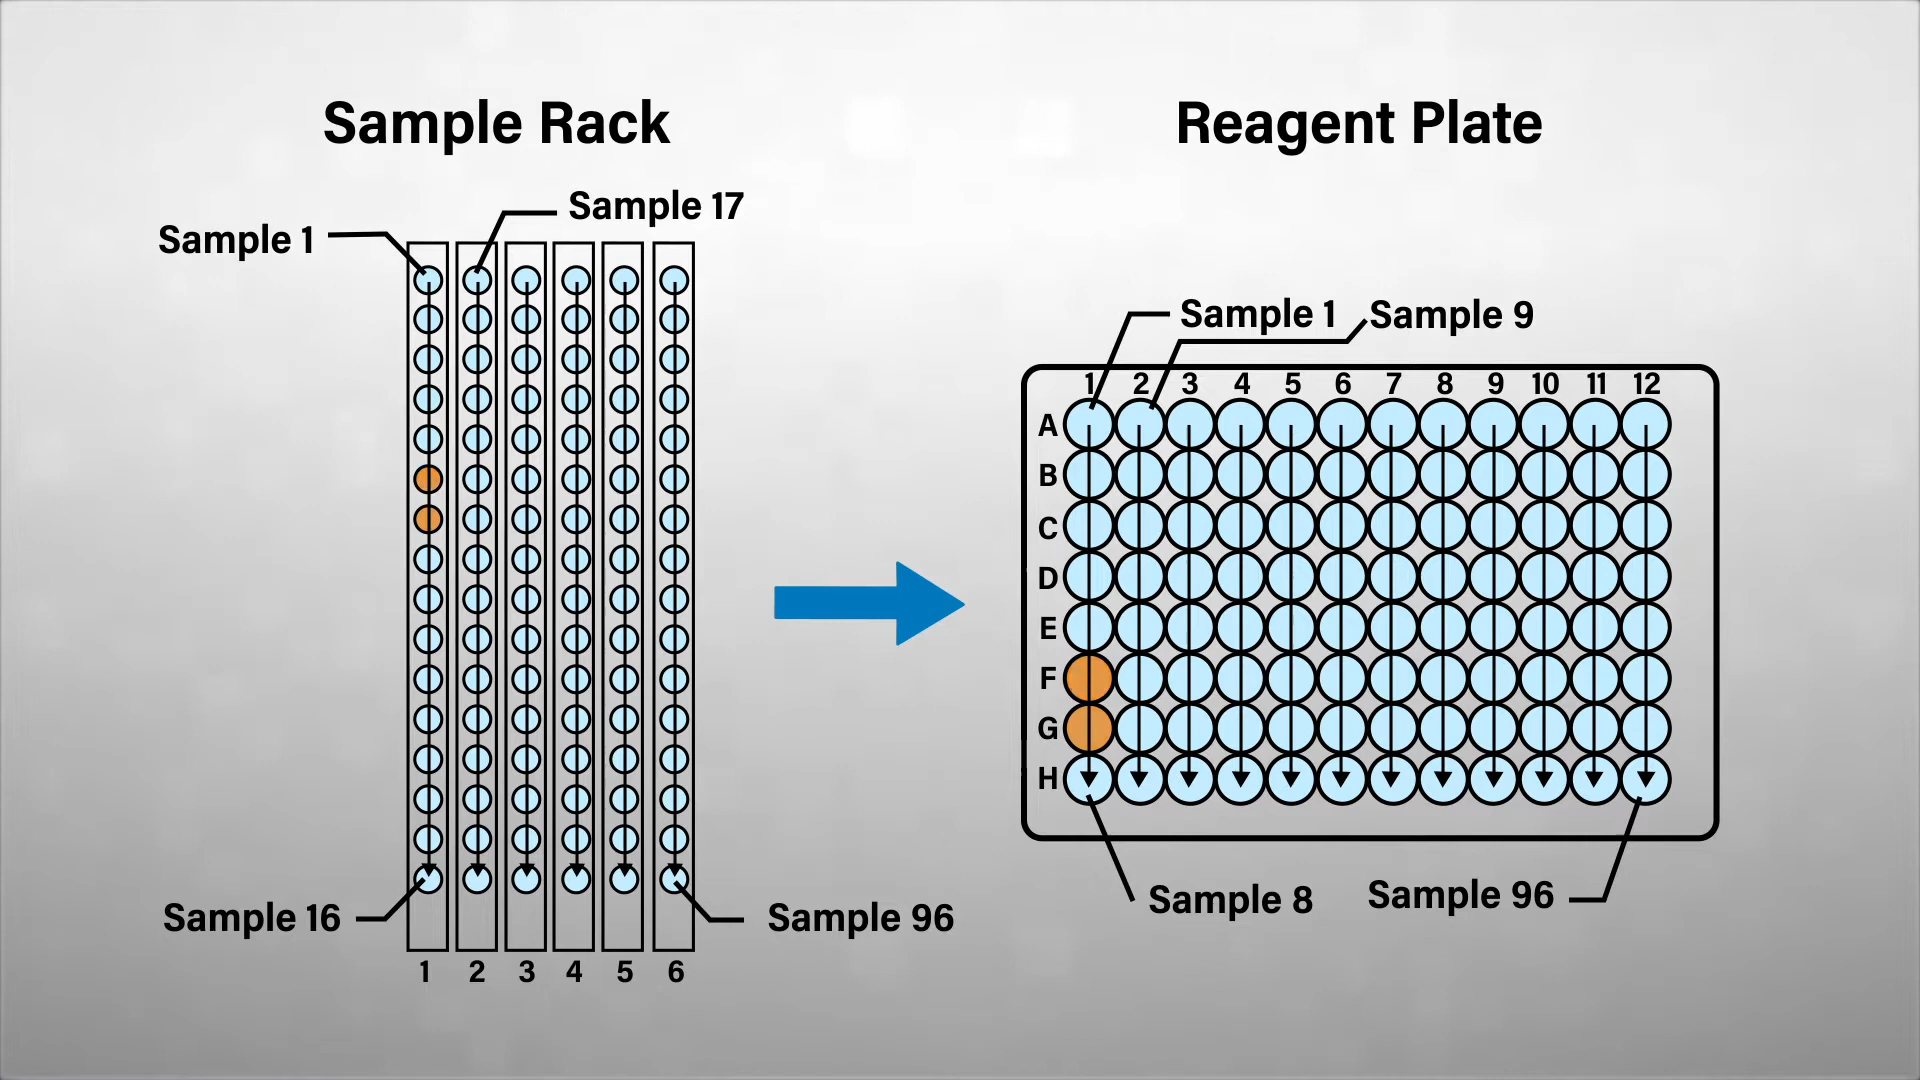 Sample Rack
Reagent Plate
Sample 17
Sample 1
Sample 1
Sample 9
1 2 3 4 5 6 7 8 9 10 11 12
A
B
C
D
E
F
G
H
Sample 8
Sample 96
Sample 16
Sample 96
1 2 3 4 5 6